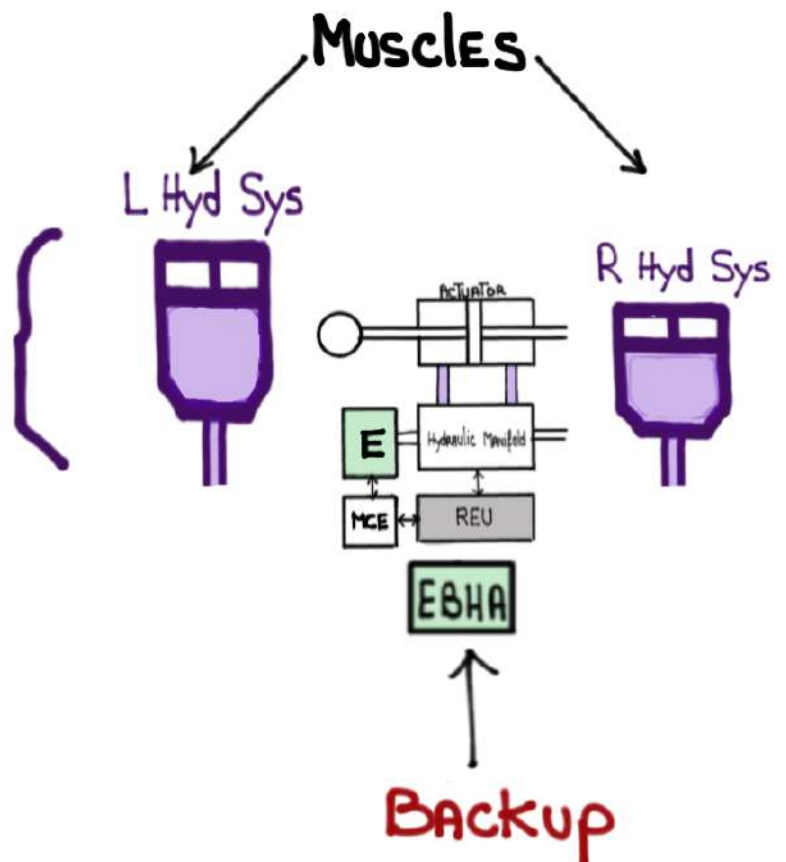 Muscles
L Hyd Sys
R Hyd Sys
ACTUATOR
E
Hydraulic Manifold
MCE
REU
EBHA
BACKUP